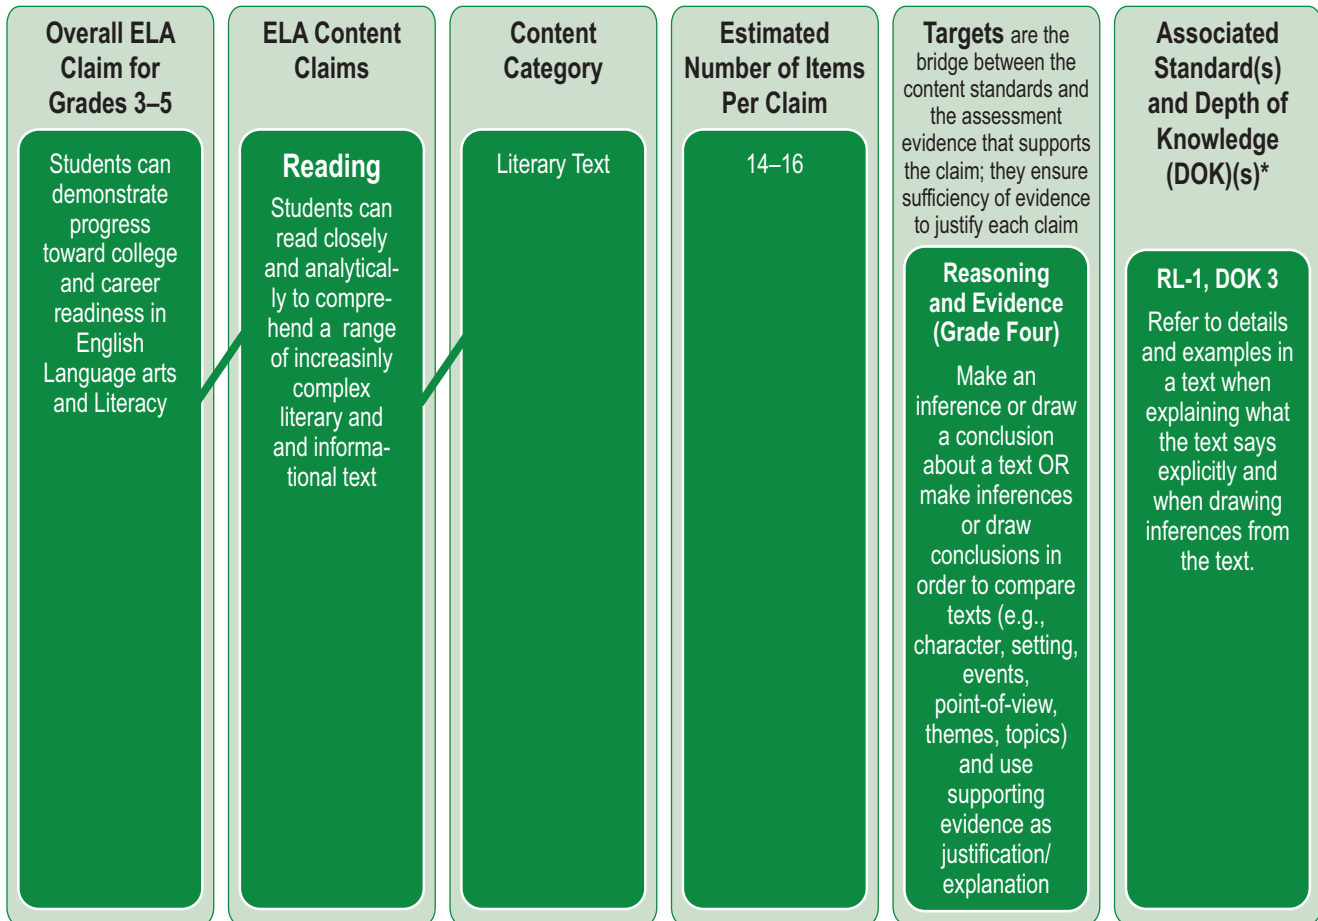 Overall ELA
Claim for
Grades 3–5
Students can
demonstrate
progress
toward college
and career
readiness in
English
Language arts
and Literacy
ELA Content
Claims
Reading
Students can
read closely
and analytical-
ly to compre-
hend a range
of increasinly
complex
literary and
and informa-
tional text
Content
Category
Literary Text
Estimated
Number of Items
Per Claim
14–16
Targets are the
bridge between the
content standards and
the assessment
evidence that supports
the claim; they ensure
sufficiency of evidence
to justify each claim
Reasoning
and Evidence
(Grade Four)
Make an
inference or draw
a conclusion
about a text OR
make inferences
or draw
conclusions in
order to compare
texts (e.g.,
character, setting,
events,
point-of-view,
themes, topics)
and use
supporting
evidence as
justification/
explanation
Associated
Standard(s)
and Depth of
Knowledge
(DOK)(s)*
RL-1, DOK 3
Refer to details
and examples in
a text when
explaining what
the text says
explicitly and
when drawing
inferences from
the text.